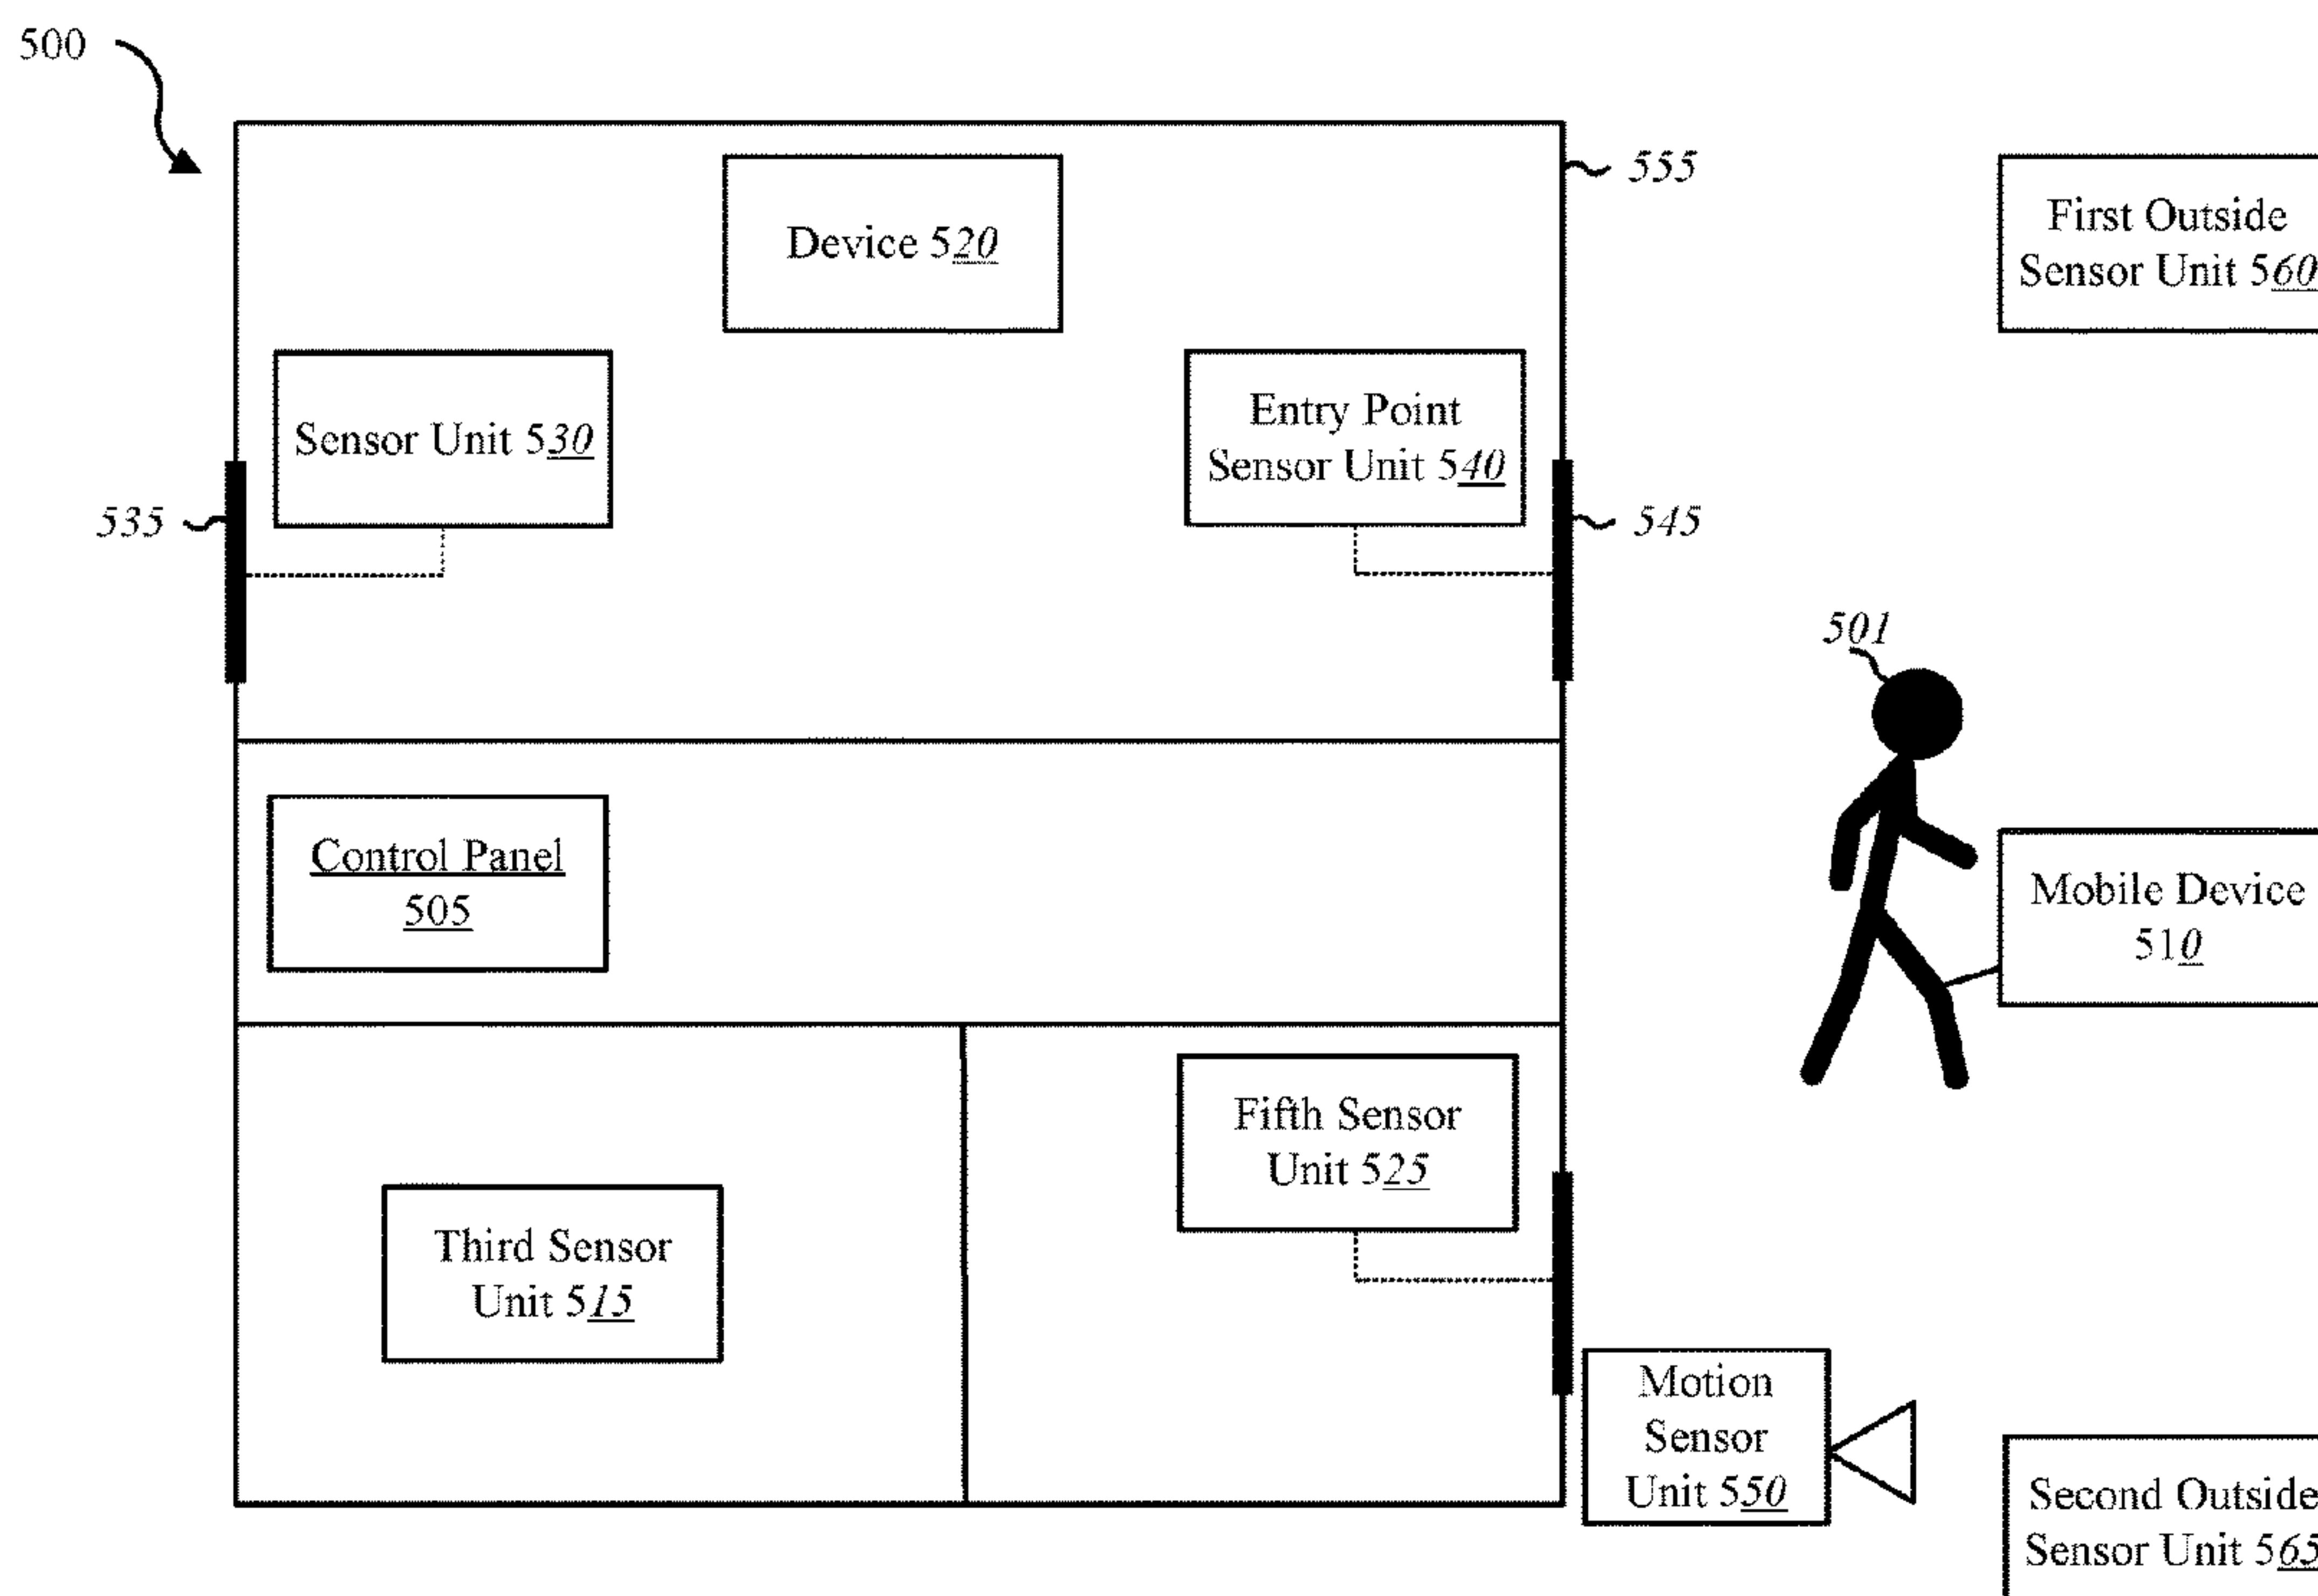 500
555
Device 520
First Outside
Sensor Unit 560
Sensor Unit 530
Entry Point
Sensor Unit 540
535
545
501
Control Panel
505
Mobile Device
510
Fifth Sensor
Unit 525
Third Sensor
Unit 515
Motion
Sensor
Unit 550
Second Outside
Sensor Unit 565